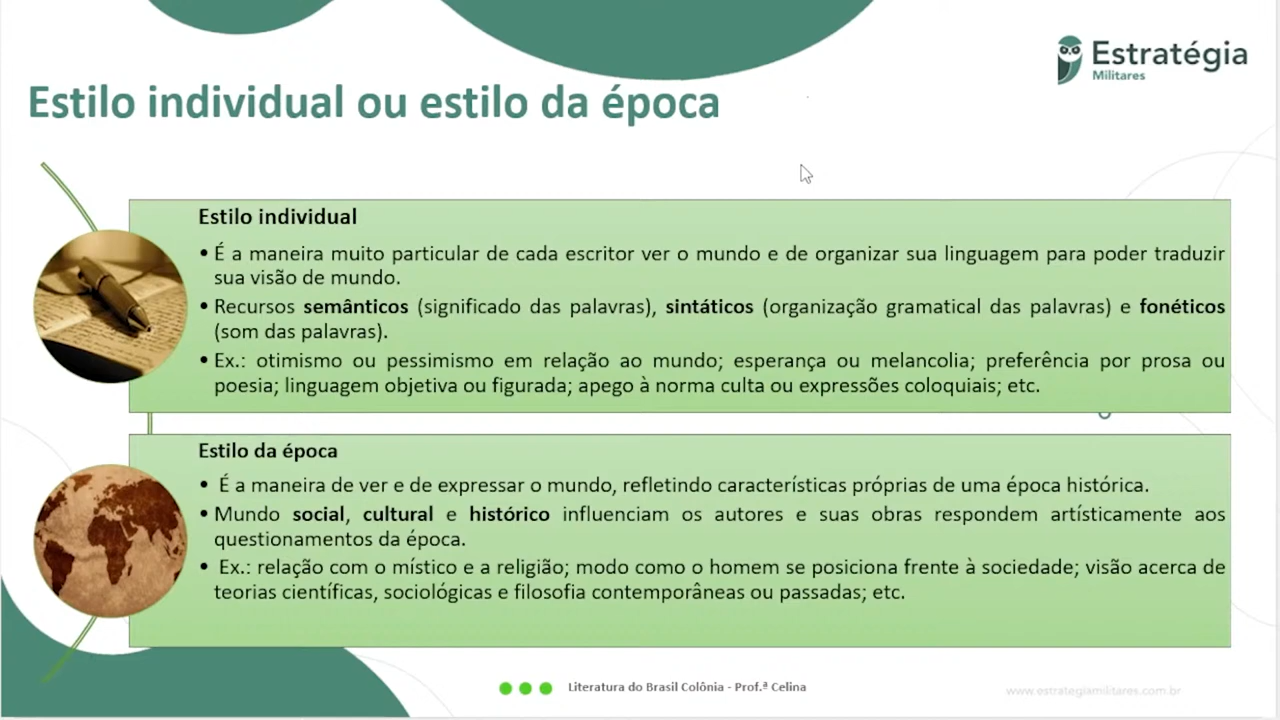 Estratégia
Militares
Estilo individual ou estilo da época
Estilo individual
• É a maneira muito particular de cada escritor ver o mundo e de organizar sua linguagem para poder traduzir
sua visão de mundo.
• Recursos semânticos (significado das palavras), sintáticos (organização gramatical das palavras) e fonéticos
(som das palavras).
• Ex.: otimismo ou pessimismo em relação ao mundo; esperança ou melancolia; preferência por prosa ou
poesia; linguagem objetiva ou figurada; apego à norma culta ou expressões coloquiais; etc.
Estilo da época
• É a maneira de ver e de expressar o mundo, refletindo características próprias de uma época histórica.
• Mundo social, cultural e histórico influenciam os autores e suas obras respondem artísticamente aos
questionamentos da época.
• Ex.: relação com o místico e a religião; modo como o homem se posiciona frente à sociedade; visão acerca de
teorias científicas, sociológicas e filosofia contemporâneas ou passadas; etc.
Literatura do Brasil Colônia - Prof.ª Celina
www.estrategiamilitares.com.br